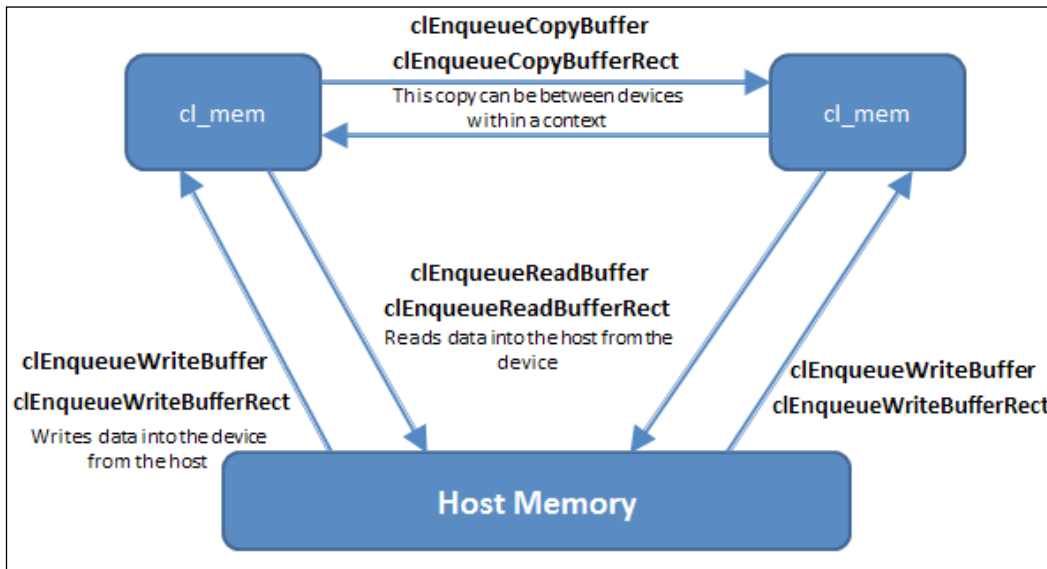 clEnqueueCopyBuffer
clEnqueueCopyBufferRect
This copy can be between devices
within a context
cl_mem
cl_mem
clEnqueueReadBuffer
clEnqueueReadBufferRect
Reads data into the host from the
device
clEnqueueWriteBuffer
clEnqueueWriteBufferRect
Writes data into the device
from the host
clEnqueueWriteBuffer
clEnqueueWriteBufferRect
Host Memory